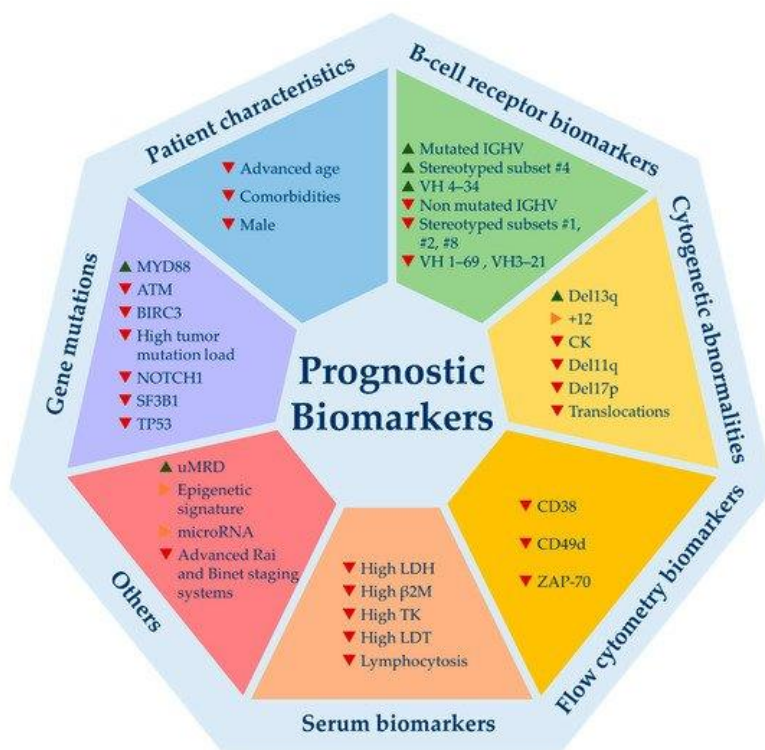 Patient characteristics
▼ Advanced age
▼ Comorbidities
▼ Male
B-cell receptor biomarkers
▲ Mutated IGHV
▲ Stereotyped subset #4
▲ VH 4–34
▼ Non mutated IGHV
▼ Stereotyped subsets #1,
#2, #8
▼ VH 1–69 , VH3–21
Cytogenetic abnormalities
▲ Del13q
▶ +12
▼ CK
▼ Del11q
▼ Del17p
▼ Translocations
Flow cytometry biomarkers
▼ CD38
▼ CD49d
▼ ZAP-70
Serum biomarkers
▼ High LDH
▼ High β2M
▼ High TK
▼ High LDT
▼ Lymphocytosis
Others
▲ uMRD
▶ Epigenetic
signature
▶ microRNA
▼ Advanced Rai
and Binet staging
systems
Gene mutations
▲ MYD88
▼ ATM
▼ BIRC3
▼ High tumor
mutation load
▼ NOTCH1
▼ SF3B1
▼ TP53
Prognostic
Biomarkers